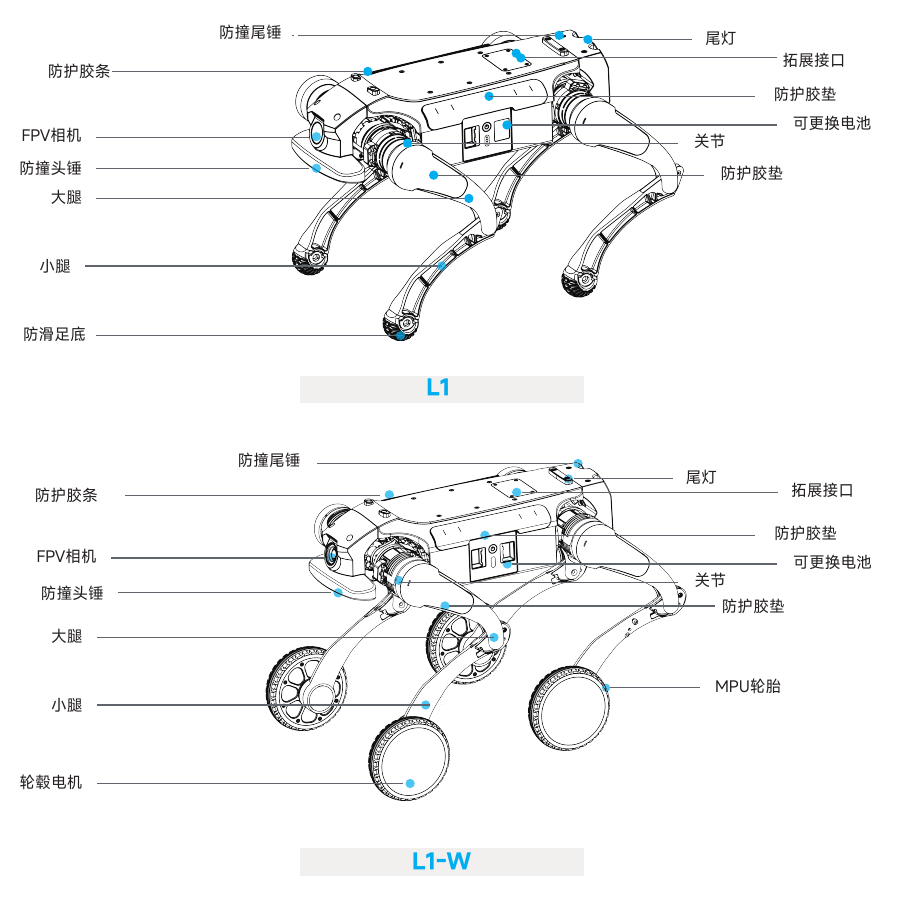 防撞尾锤
尾灯
拓展接口
防护胶条
防护胶垫
可更换电池
FPV相机
关节
防撞头锤
防护胶垫
大腿
小腿
防滑足底
L1
防撞尾锤
尾灯
防护胶条
拓展接口
防护胶垫
FPV相机
可更换电池
关节
防撞头锤
防护胶垫
大腿
MPU轮胎
小腿
轮毂电机
L1-W